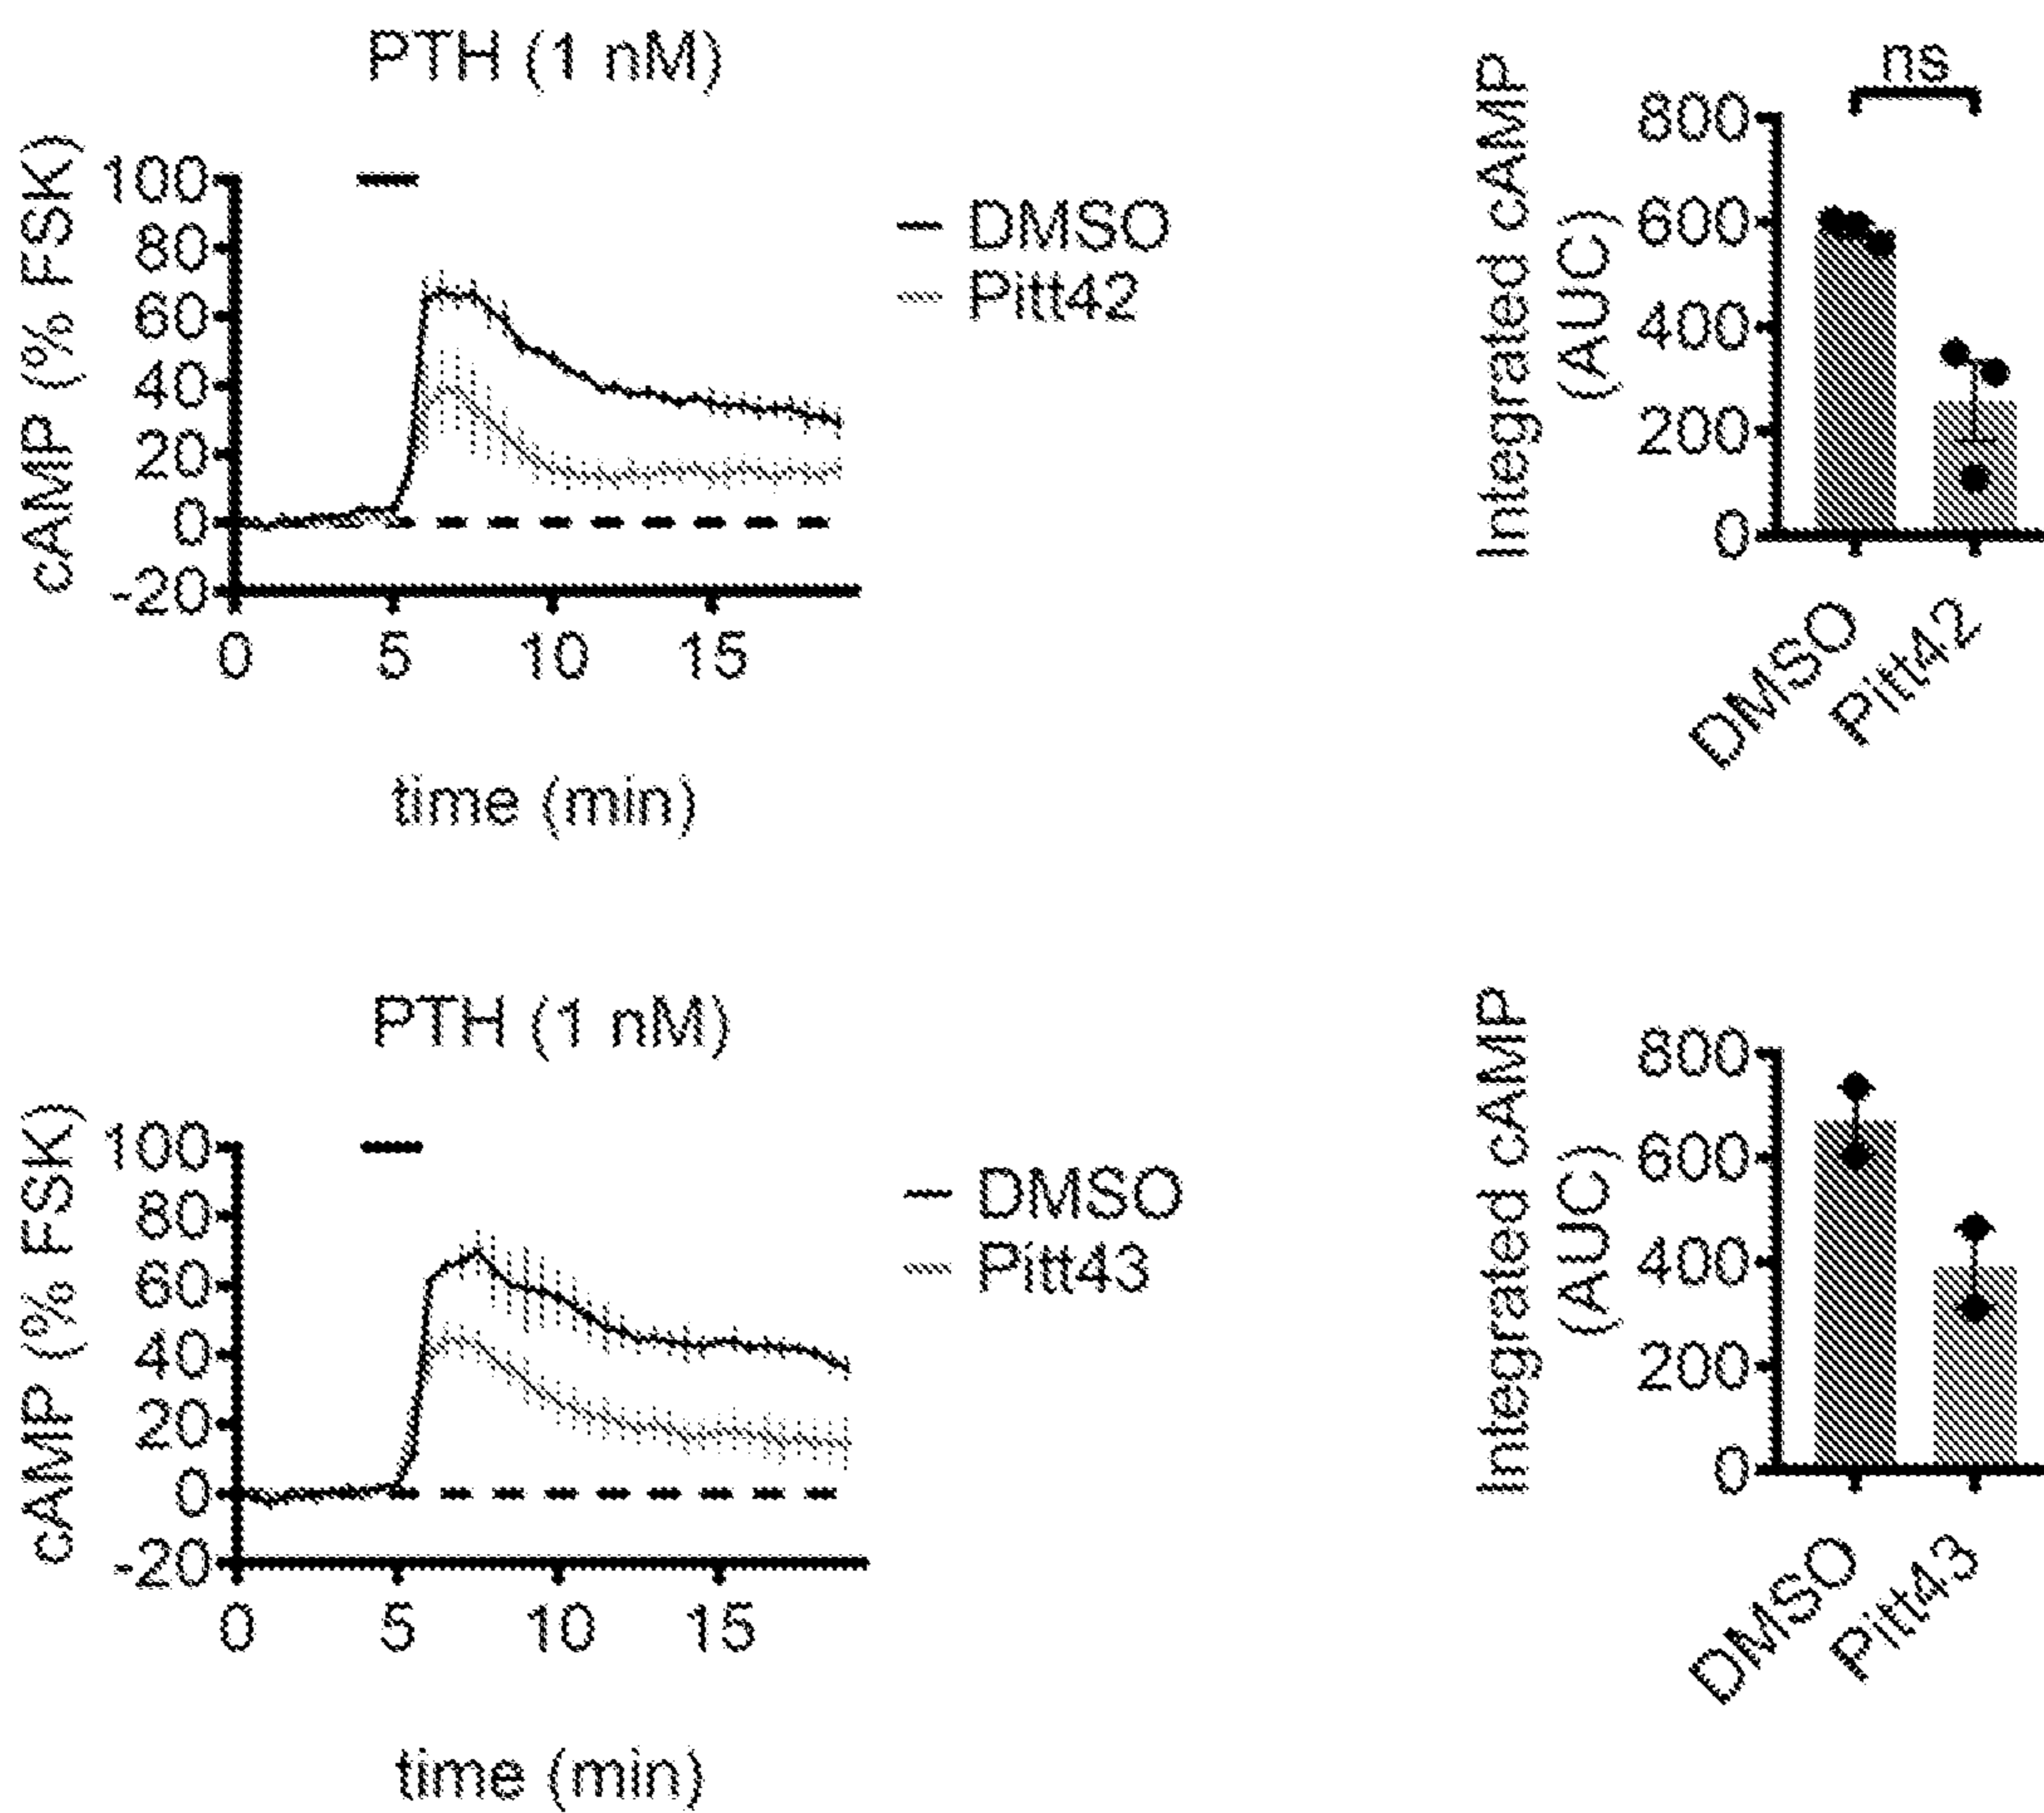 PTH (1 nM)
cAMP (% FSK)
100
80
60
40
20
0
-20
0 5 10 15
time (min)
DMSO
Pitt42
ns
Integrated cAMP
(AUC)
800
600
400
200
0
DMSO
Pitt42
PTH (1 nM)
cAMP (% FSK)
100
80
60
40
20
0
-20
0 5 10 15
time (min)
DMSO
Pitt43
Integrated cAMP
(AUC)
800
600
400
200
0
DMSO
Pitt43